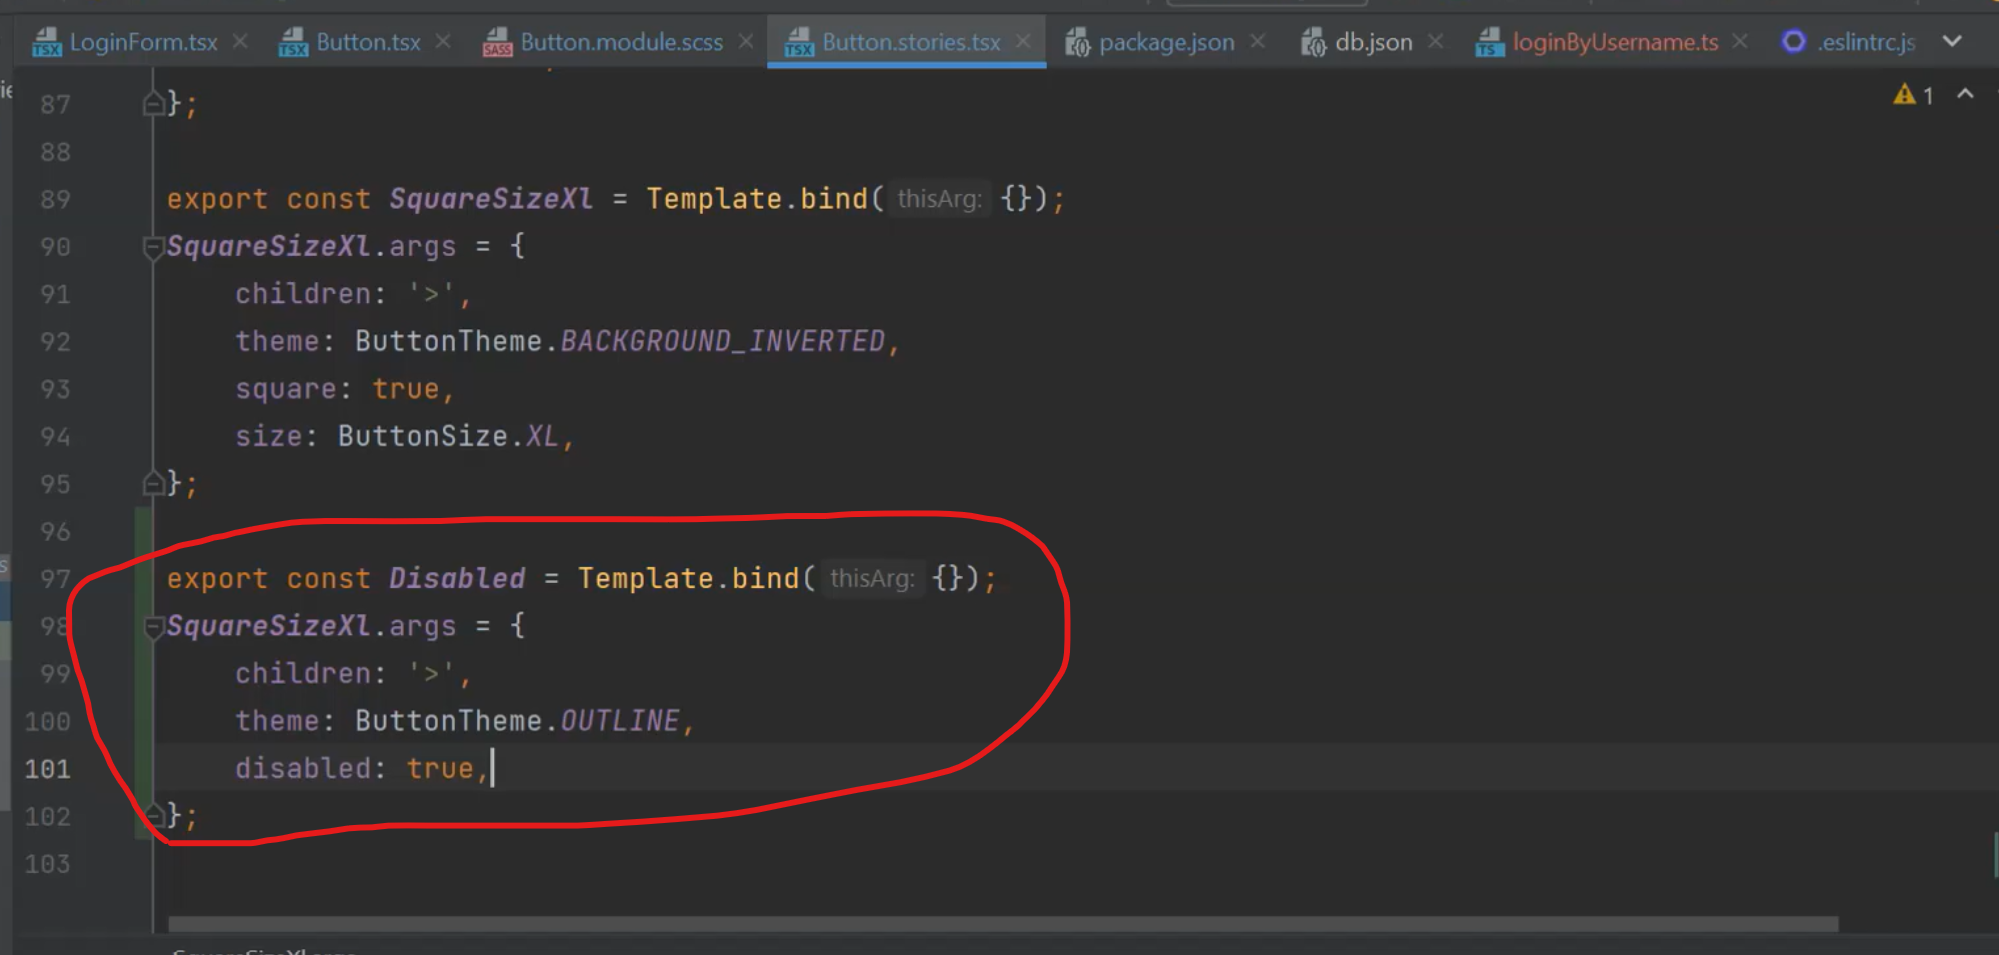 LoginForm.tsx Button.tsx Button.module.scss Button.stories.tsx package.json db.json loginByUsername.ts .eslintrc.js
1
87 };
88
89 export const SquareSizeXl = Template.bind( thisArg: {});
90 SquareSizeXl.args = {
91 children: '>',
92 theme: ButtonTheme.BACKGROUND_INVERTED,
93 square: true,
94 size: ButtonSize.XL,
95 };
96
97 export const Disabled = Template.bind( thisArg: {});
98 SquareSizeXl.args = {
99 children: '>',
100 theme: ButtonTheme.OUTLINE,
101 disabled: true,
102 };
103